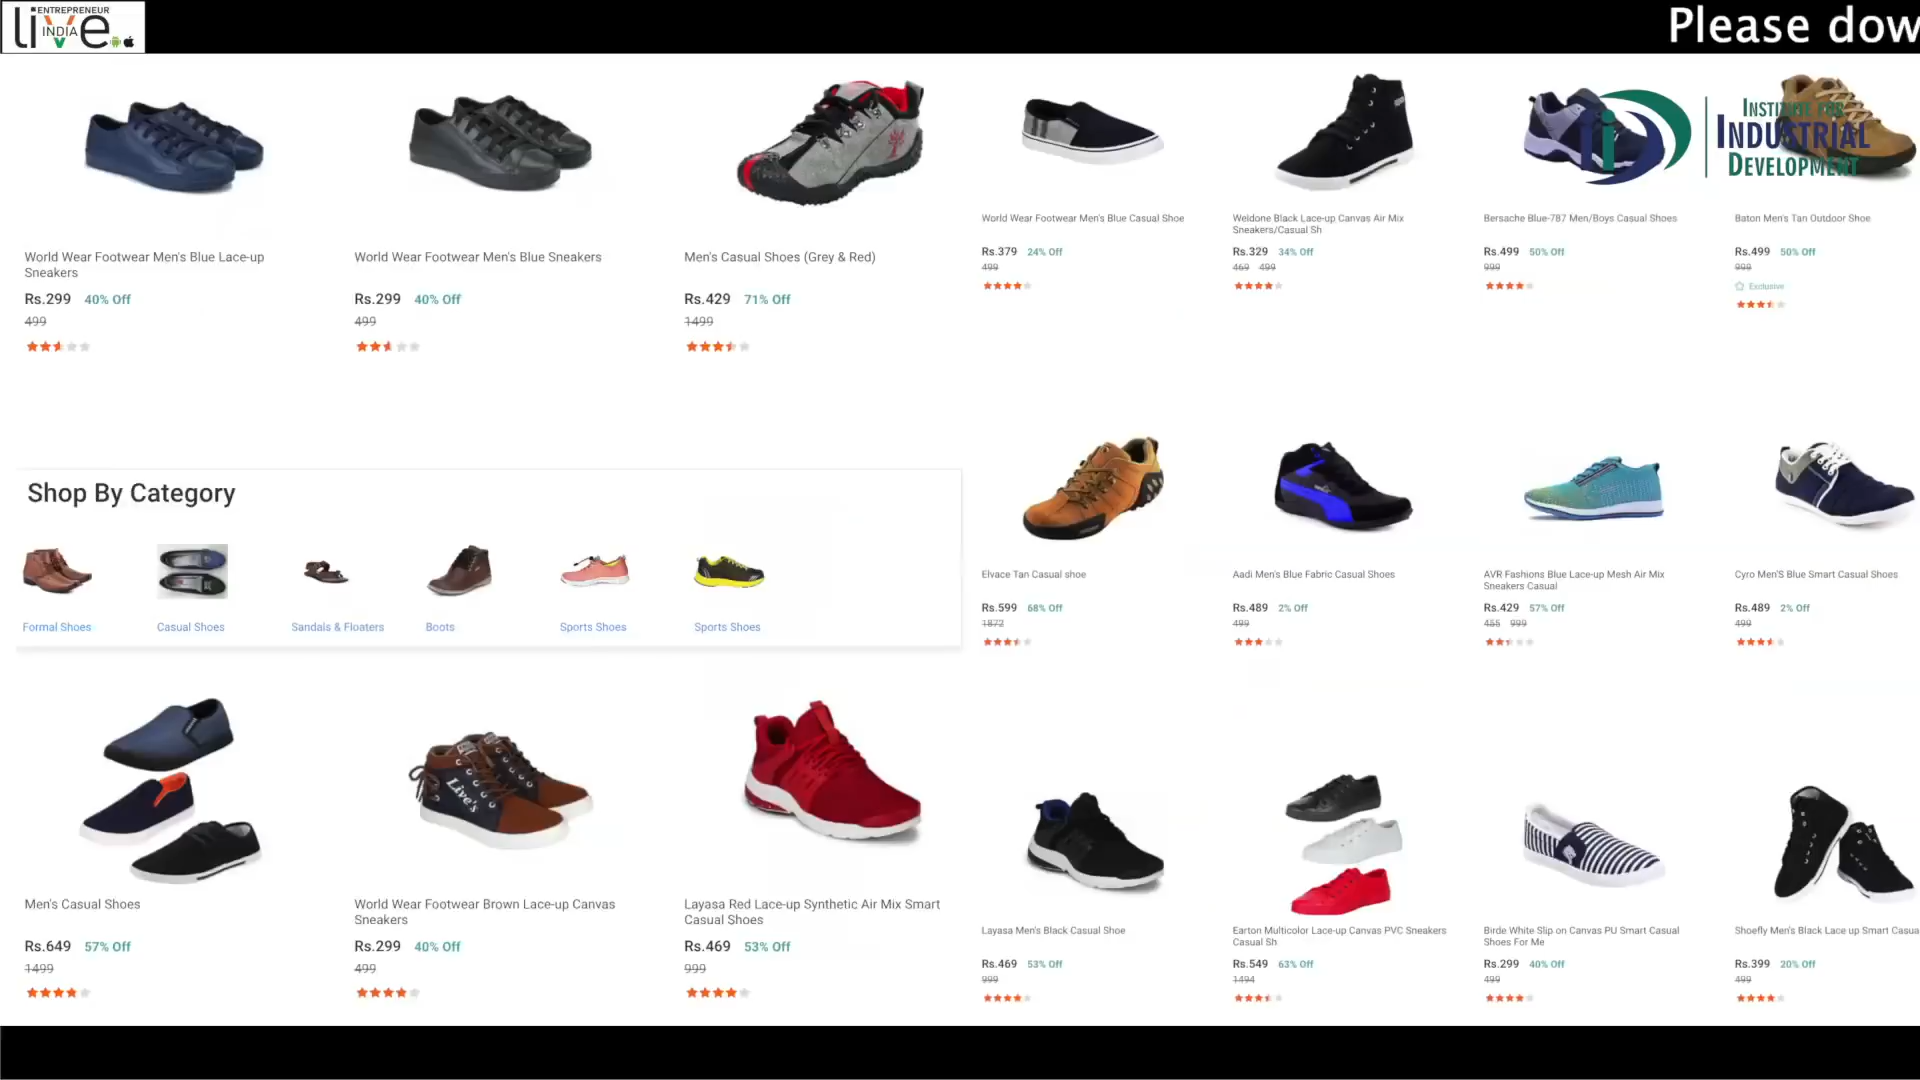 ENTREPRENEUR
INDIA
live
Please dow
INSTITUTE FOR
INDUSTRIAL
DEVELOPMENT
World Wear Footwear Men's Blue Lace-up
Sneakers
Rs.299 40% Off
499
World Wear Footwear Men's Blue Sneakers
Rs.299 40% Off
499
Men's Casual Shoes (Grey & Red)
Rs.429 71% Off
1499
World Wear Footwear Men's Blue Casual Shoe
Rs.379 24% Off
499
Weldone Black Lace-up Canvas Air Mix
Sneakers/Casual Sh
Rs.329 34% Off
469 499
Bersache Blue-787 Men/Boys Casual Shoes
Rs.499 50% Off
999
Baton Men's Tan Outdoor Shoe
Rs.499 50% Off
999
Exclusive
Shop By Category
Formal Shoes
Casual Shoes
Sandals & Floaters
Boots
Sports Shoes
Sports Shoes
Elvace Tan Casual shoe
Rs.599 68% Off
1872
Aadi Men's Blue Fabric Casual Shoes
Rs.489 2% Off
499
AVR Fashions Blue Lace-up Mesh Air Mix
Sneakers Casual
Rs.429 57% Off
455 999
Cyro Men'S Blue Smart Casual Shoes
Rs.489 2% Off
499
Live's
Men's Casual Shoes
Rs.649 57% Off
1499
World Wear Footwear Brown Lace-up Canvas
Sneakers
Rs.299 40% Off
499
Layasa Red Lace-up Synthetic Air Mix Smart
Casual Shoes
Rs.469 53% Off
999
Layasa Men's Black Casual Shoe
Rs.469 53% Off
999
Earton Multicolor Lace-up Canvas PVC Sneakers
Casual Sh
Rs.549 63% Off
1494
Birde White Slip on Canvas PU Smart Casual
Shoes For Me
Rs.299 40% Off
499
Shoefly Men's Black Lace up Smart Casua
Rs.399 20% Off
499